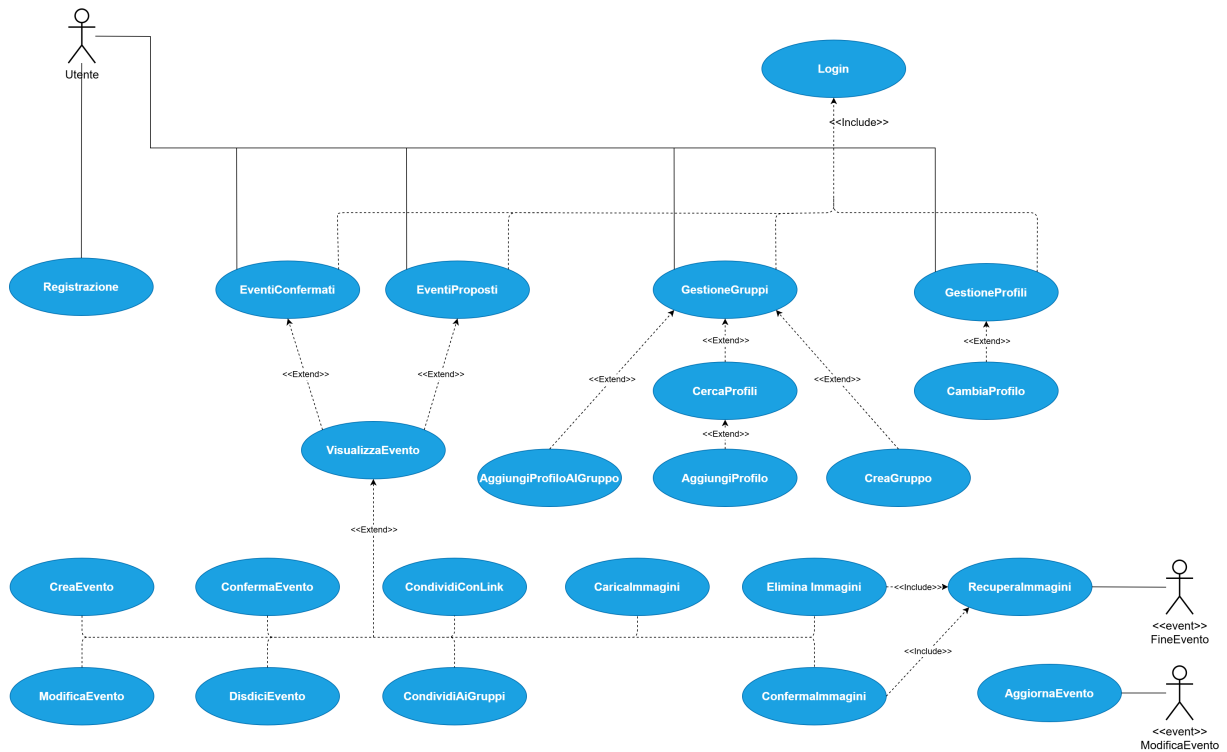 Utente
Login
<<Include>>
Registrazione
EventiConfermati
EventiProposti
GestioneGruppi
GestioneProfili
<<Extend>>
<<Extend>>
<<Extend>>
<<Extend>>
<<Extend>>
<<Extend>>
CercaProfili
CambiaProfilo
<<Extend>>
VisualizzaEvento
AggiungiProfiloAlGruppo
AggiungiProfilo
CreaGruppo
<<Extend>>
CreaEvento
ConfermaEvento
CondividiConLink
CaricaImmagini
Elimina Immagini
<<Include>>
RecuperaImmagini
<<event>>
FineEvento
<<Include>>
ModificaEvento
DisdiciEvento
CondividiAiGruppi
ConfermaImmagini
AggiornaEvento
<<event>>
ModificaEvento